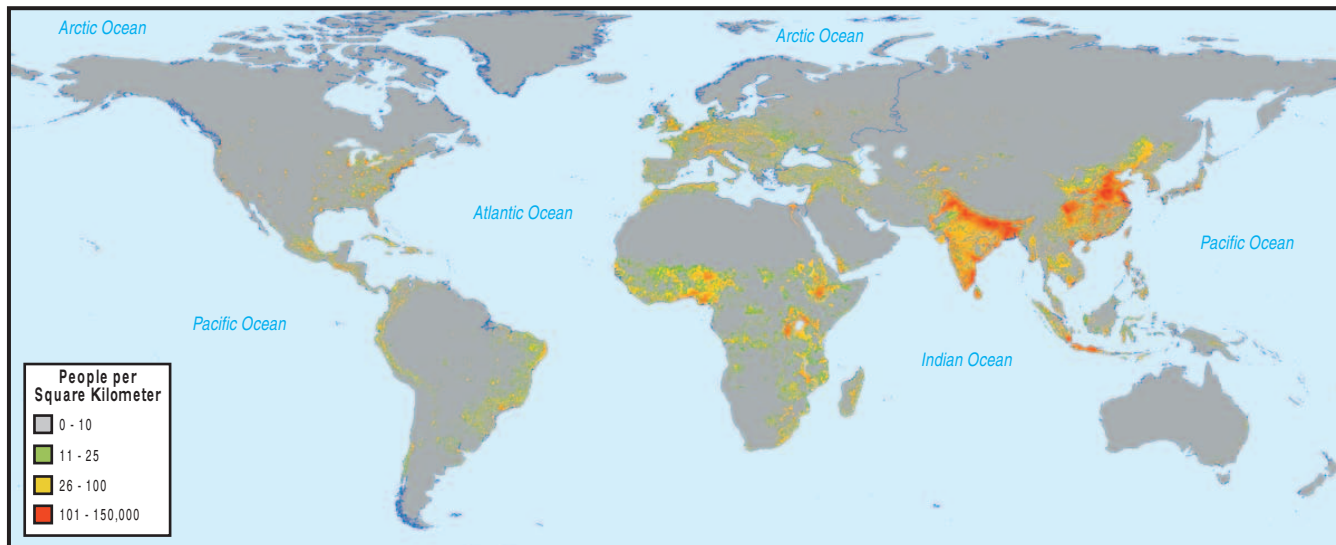 Arctic Ocean
Arctic Ocean
Atlantic Ocean
Pacific Ocean
Pacific Ocean
Indian Ocean
People per
Square Kilometer
0 - 10
11 - 25
26 - 100
101 - 150,000